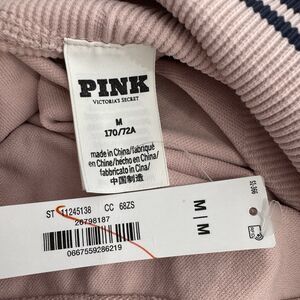 PINK
VICTORIA'S SECRET
M
170/72A
made in China/fabriqué
en Chine/hecho en China/
fabbricato in Cina/
中国制造
ST 11245138 CC 68ZS
26798187
0667559286219
M | M